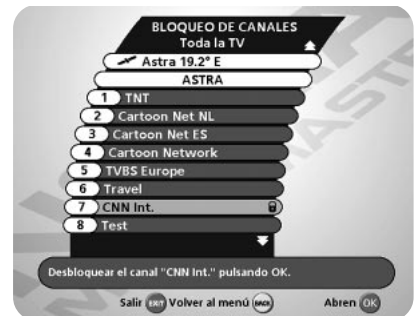 BLOQUEO DE CANALES
Toda la TV
Astra 19.2° E
ASTRA
1 TNT
2 Cartoon Net NL
3 Cartoon Net ES
4 Cartoon Network
5 TVBS Europe
6 Travel
7 CNN Int.
8 Test
Desbloquear el canal "CNN Int." pulsando OK.
Salir EXIT Volver al menú BACK Abren OK